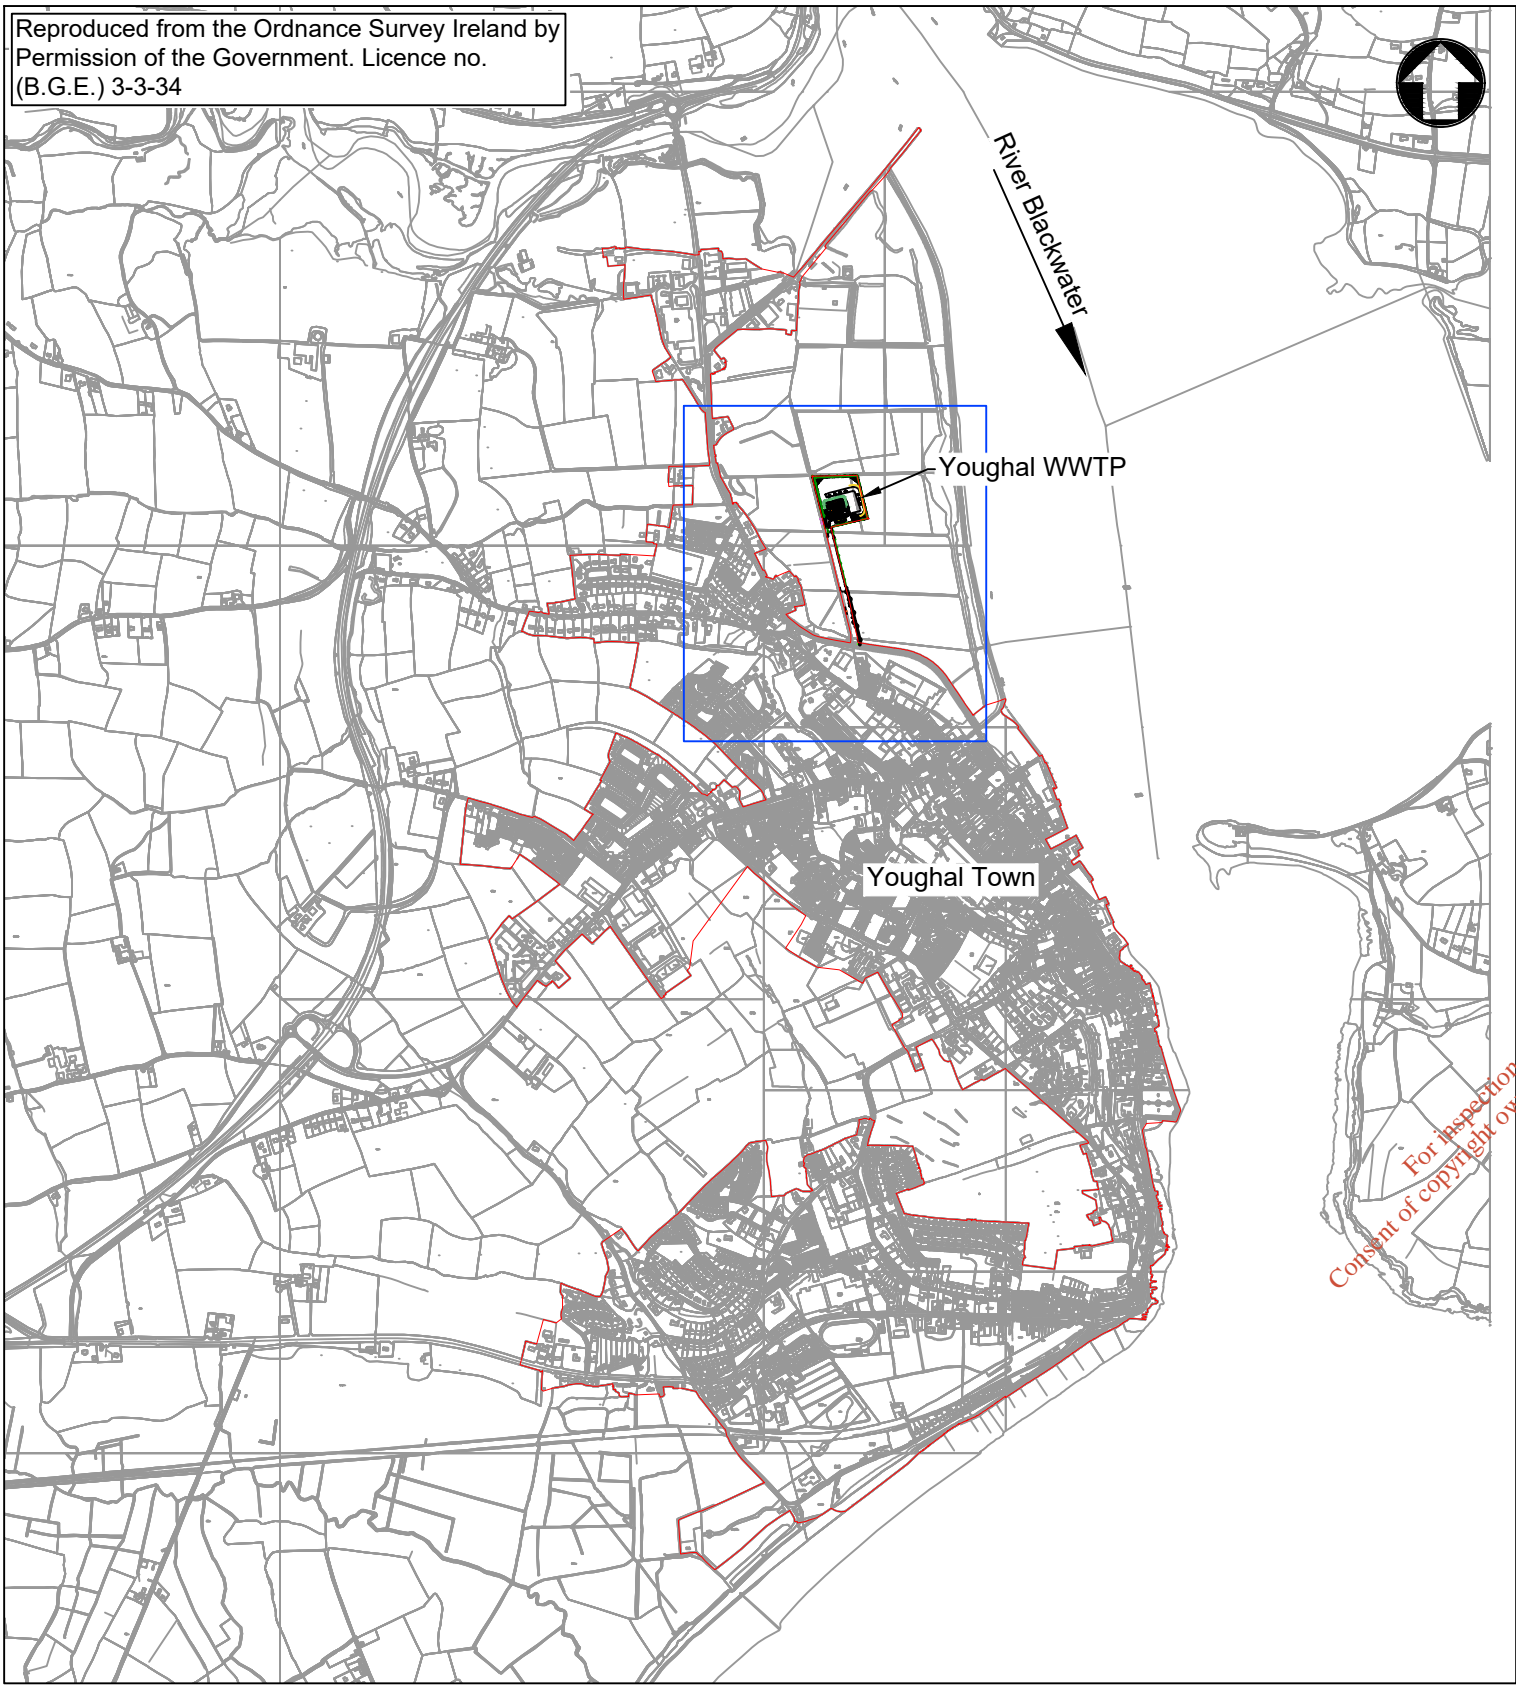 Reproduced from the Ordnance Survey Ireland by
Permission of the Government. Licence no.
(B.G.E.) 3-3-34
River Blackwater
Youghal WWTP
Youghal Town
For inspection
Consent of copyright